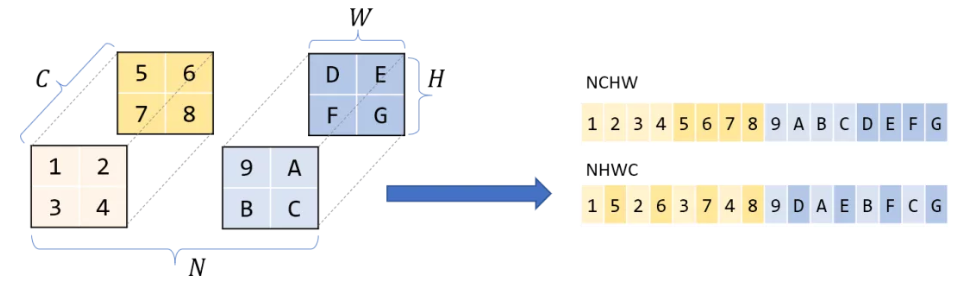 W
C
H
5 6
7 8
D E
F G
1 2
3 4
9 A
B C
N
NCHW
1 2 3 4 5 6 7 8 9 A B C D E F G
NHWC
1 5 2 6 3 7 4 8 9 D A E B F C G